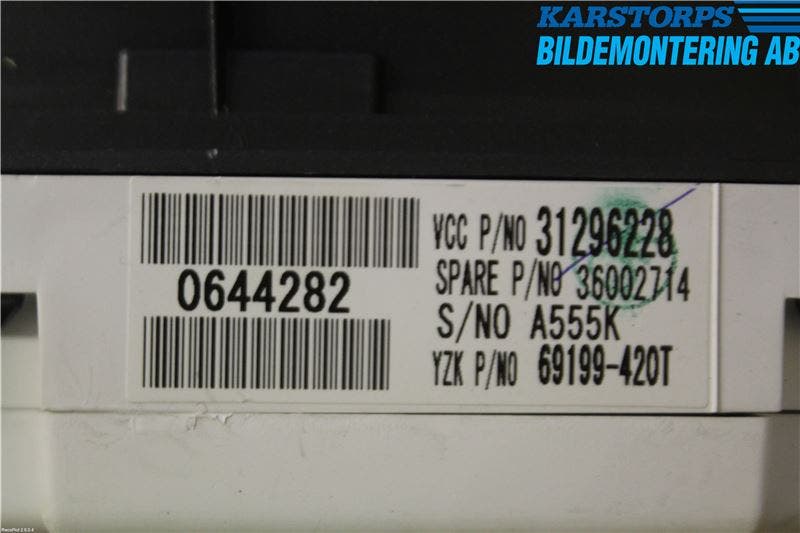 KARSTORPS
BILDEMONTERING AB
VCC P/NO 31296228
0644282
SPARE P/NO 36002714
S/NO A555K
YZK P/NO 69199-420T